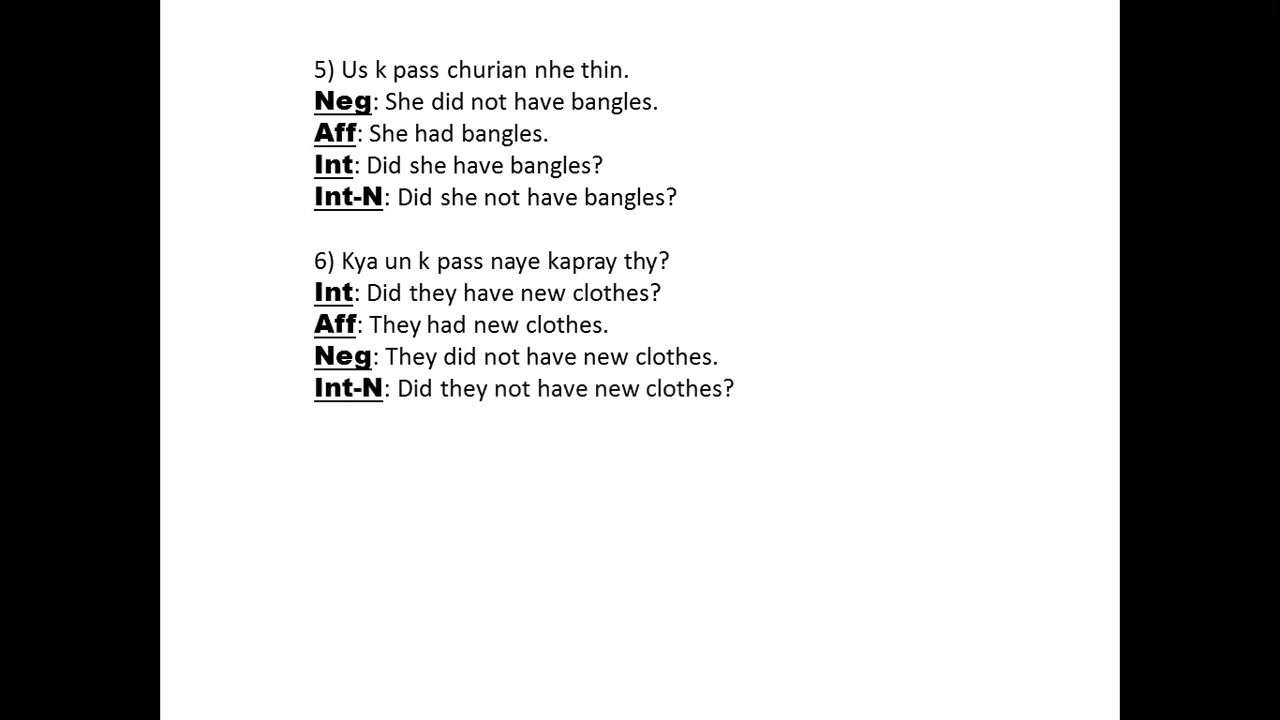 5) Us k pass churian nhe thin.
Neg: She did not have bangles.
Aff: She had bangles.
Int: Did she have bangles?
Int-N: Did she not have bangles?
6) Kya un k pass naye kapray thy?
Int: Did they have new clothes?
Aff: They had new clothes.
Neg: They did not have new clothes.
Int-N: Did they not have new clothes?